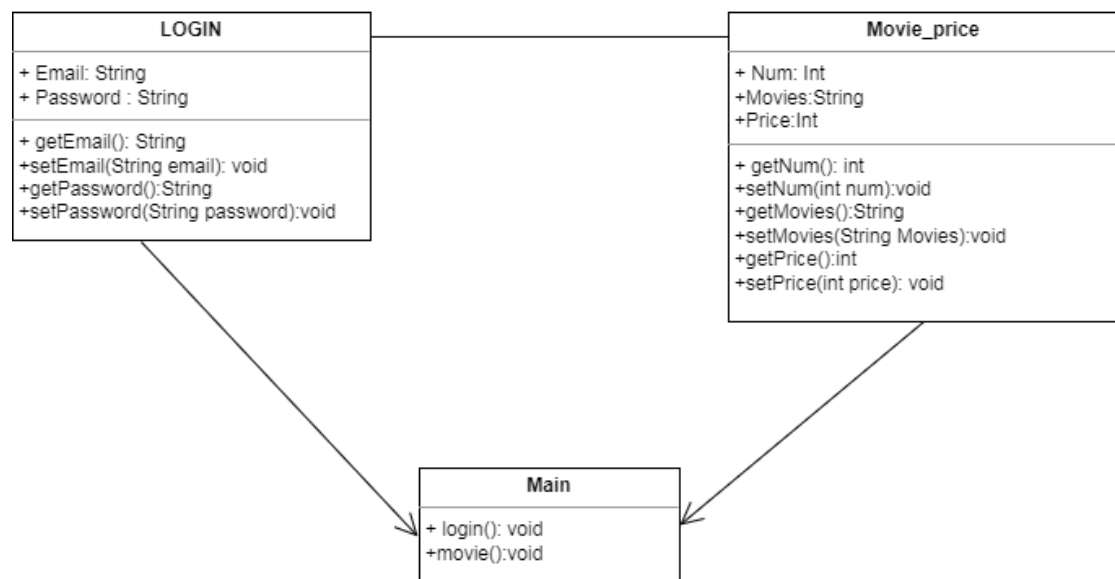 LOGIN
+ Email: String
+ Password : String
+ getEmail(): String
+setEmail(String email): void
+getPassword():String
+setPassword(String password):void
Movie_price
+ Num: Int
+Movies:String
+Price:Int
+ getNum(): int
+setNum(int num):void
+getMovies():String
+setMovies(String Movies):void
+getPrice():int
+setPrice(int price): void
Main
+ login(): void
+movie():void